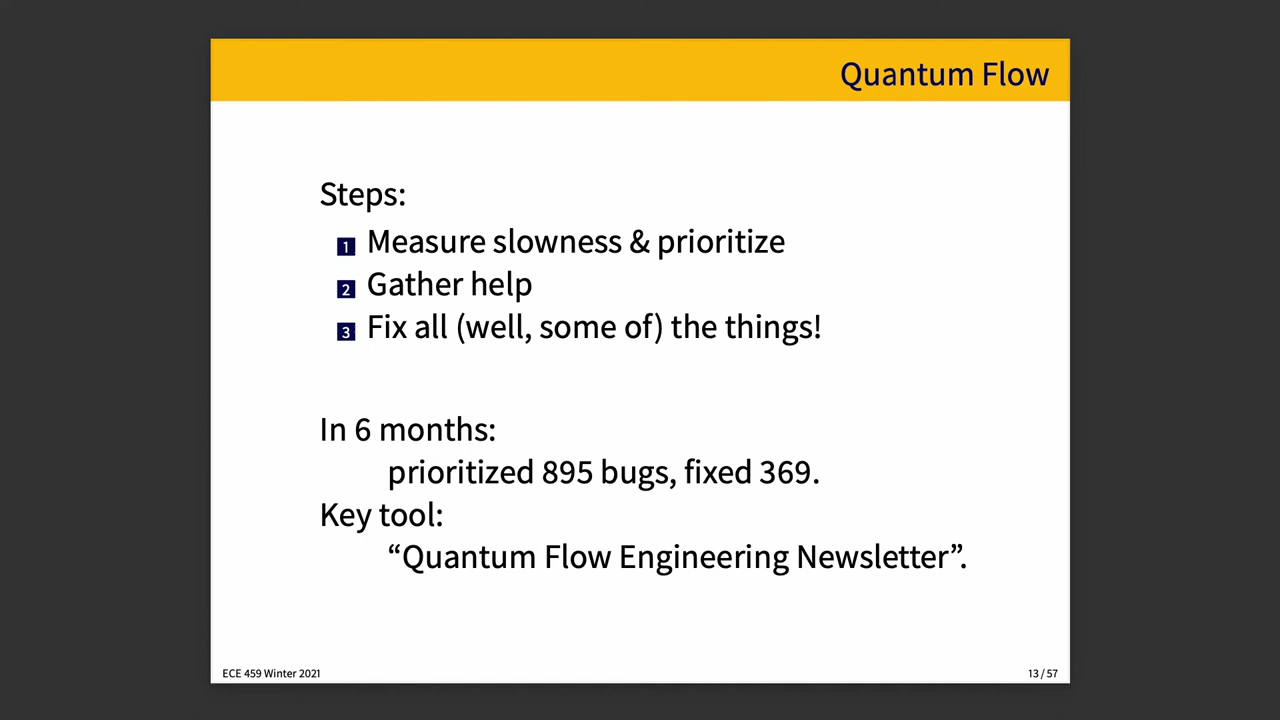 Quantum Flow
Steps:
1 Measure slowness & prioritize
2 Gather help
3 Fix all (well, some of) the things!
In 6 months:
prioritized 895 bugs, fixed 369.
Key tool:
“Quantum Flow Engineering Newsletter”.
ECE 459 Winter 2021
13 / 57